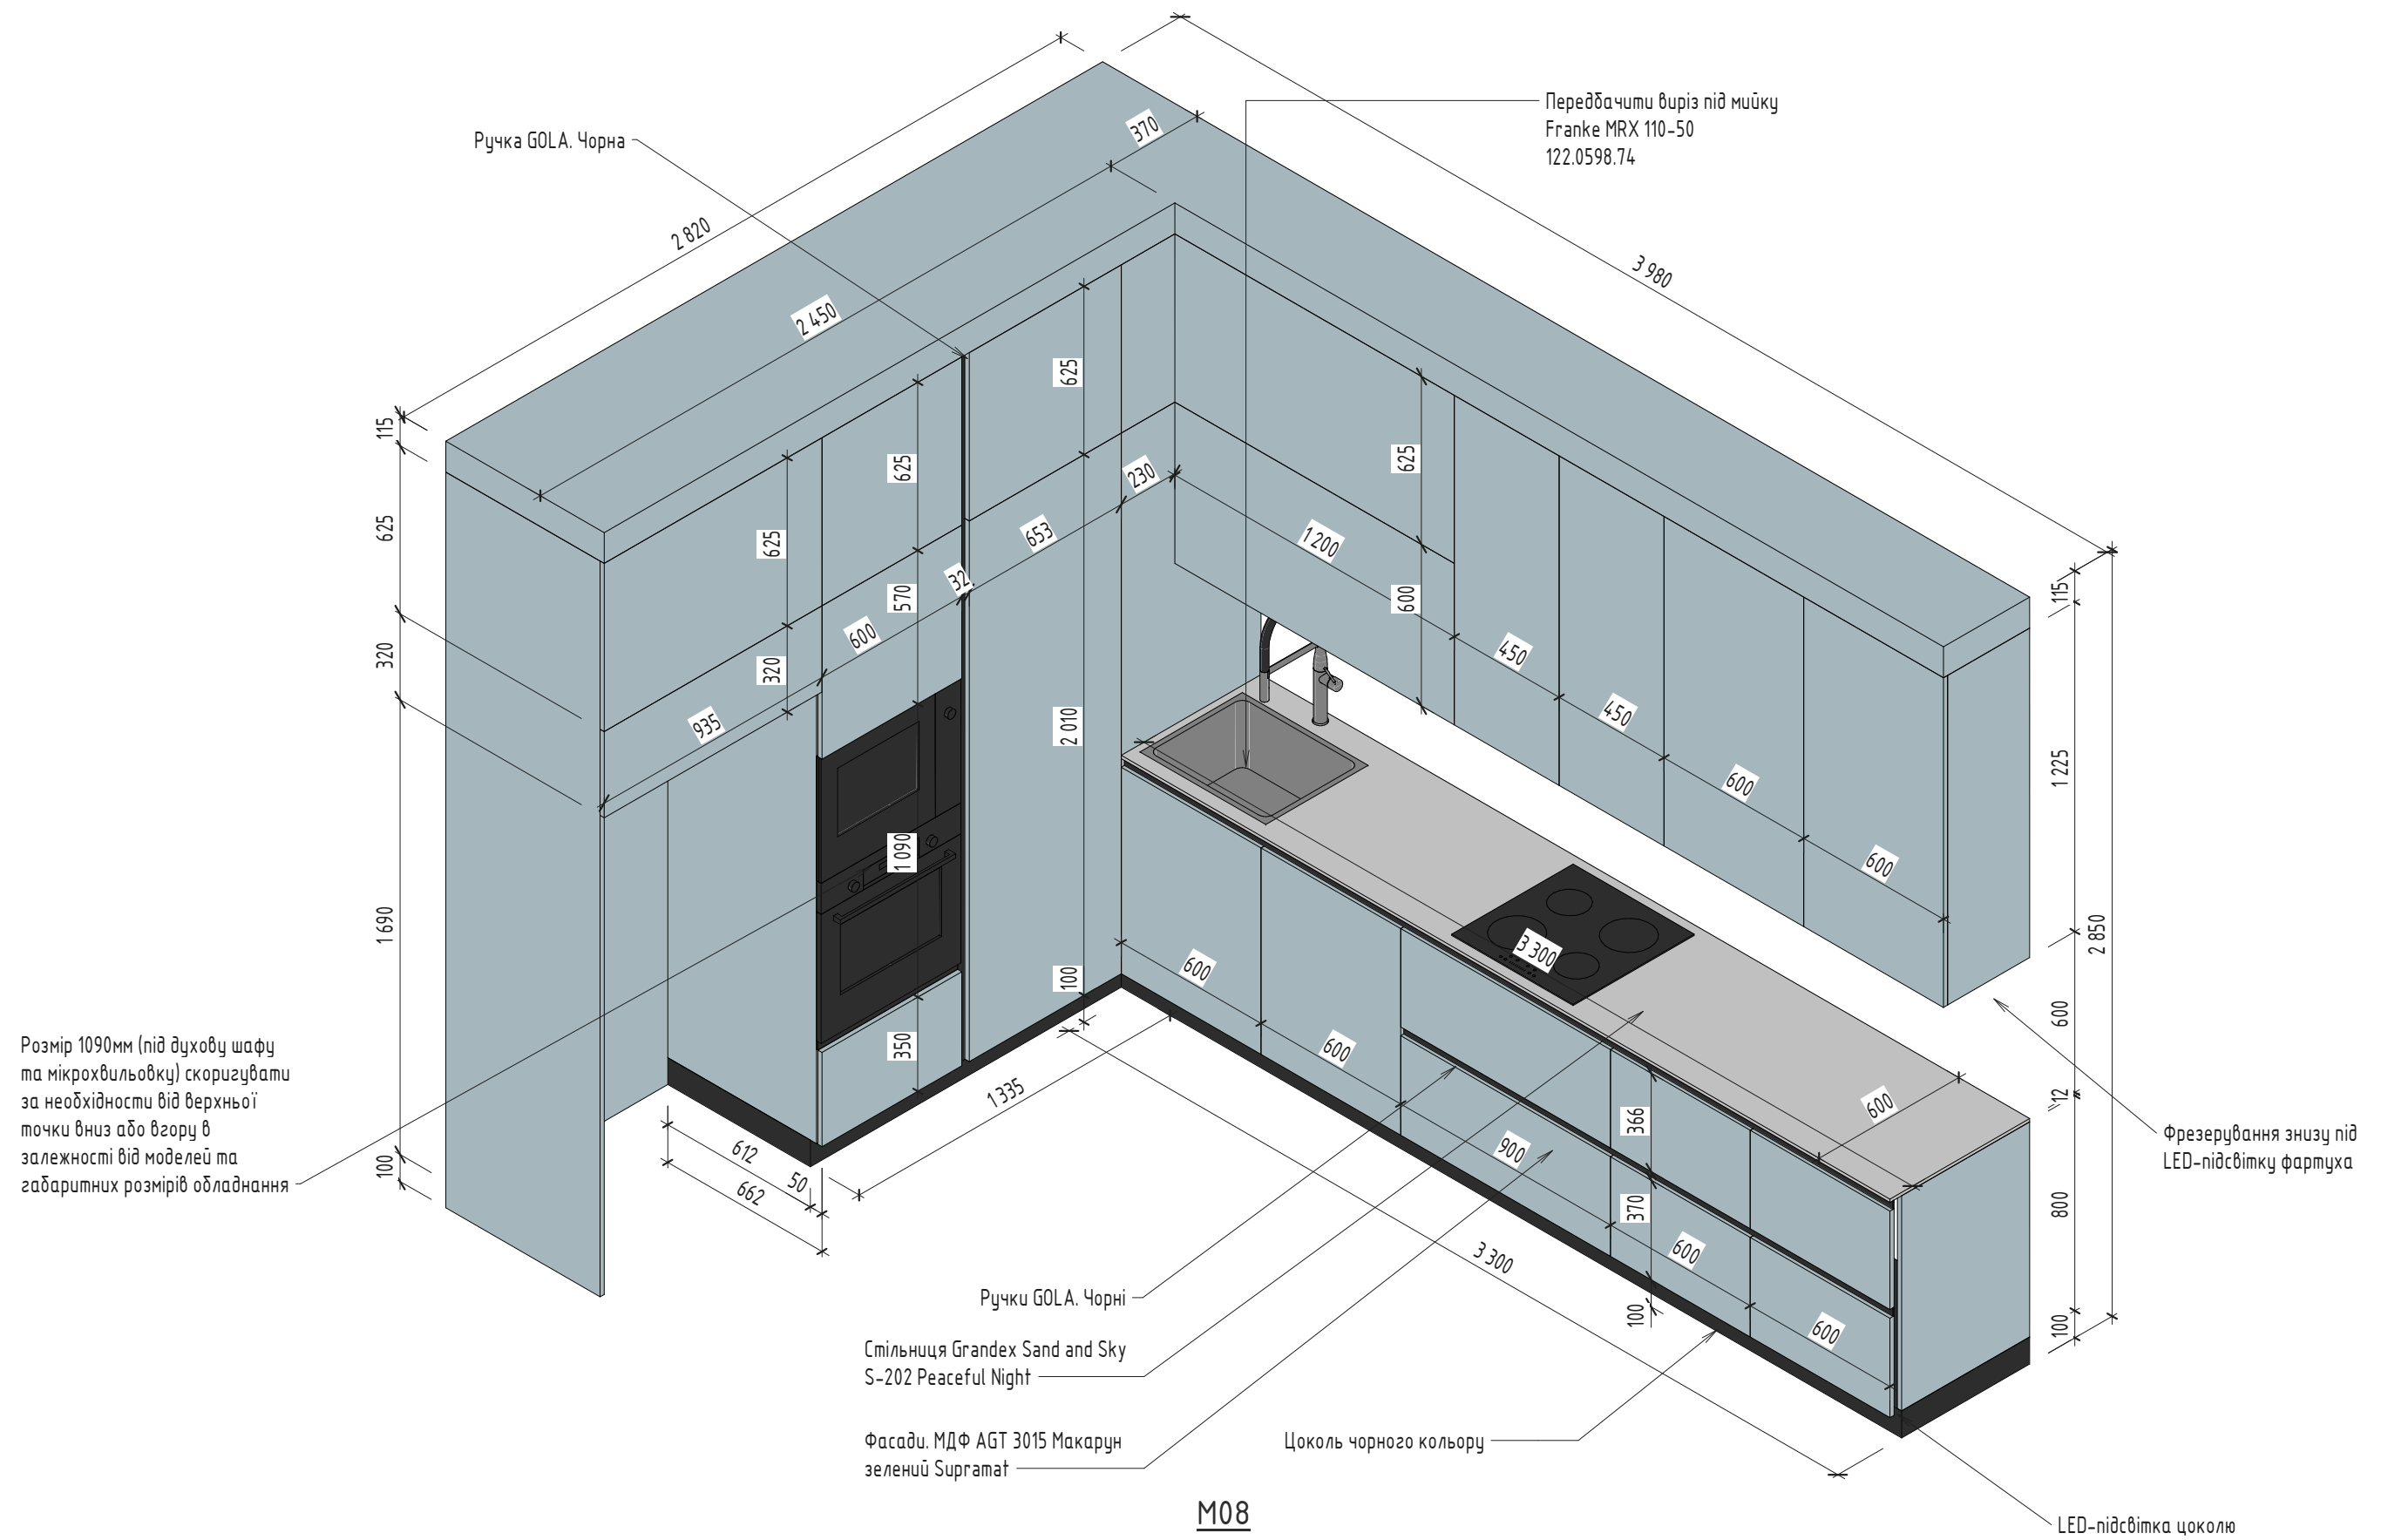 370
Передбачити виріз під мийку
Franke MRX 110-50
122.0598.74
Ручка GOLA. Чорна
2 820
3 980
2 450
625
115
625
625
230
625
625
1 200
653
32
570
600
600
115
320
320
450
935
450
2 010
1 225
600
1 090
600
1 690
2 850
3 300
600
100
600
Розмір 1090мм (під духову шафу
та мікрохвильовку) скоригувати
за необхідности від верхньої
точки вниз або вгору в
залежності від моделей та
габаритних розмірів обладнання
350
600
1 335
12
600
366
Фрезерування знизу під
LED-підсвітку фартуха
612
900
100
50
662
370
800
600
3 300
Ручки GOLA. Чорні
100
600
100
Стільниця Grandex Sand and Sky
S-202 Peaceful Night
Фасади. МДФ AGT 3015 Макарун
зелений Supramat
Цоколь чорного кольору
M08
LED-підсвітка цоколю